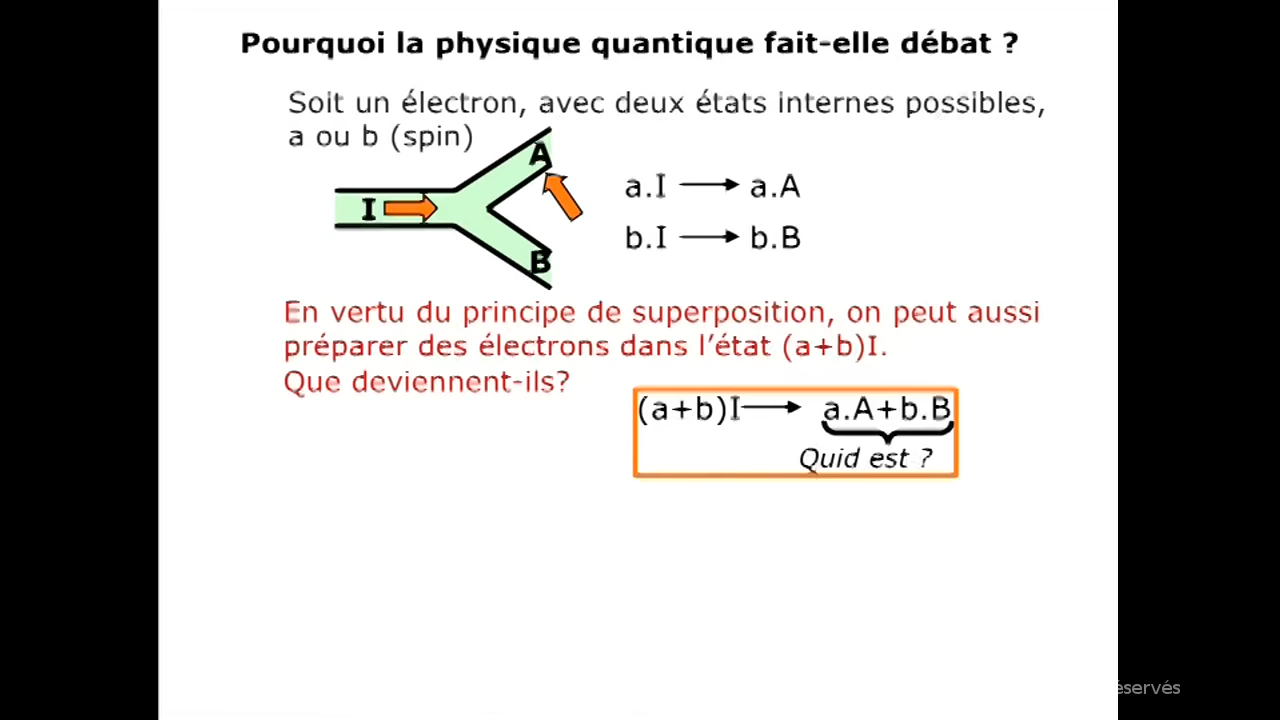 Pourquoi la physique quantique fait-elle débat ?
Soit un électron, avec deux états internes possibles,
a ou b (spin)
A
I
B
a.I → a.A
b.I → b.B
En vertu du principe de superposition, on peut aussi
préparer des électrons dans l’état (a+b)I.
Que deviennent-ils?
(a+b)I → a.A+b.B
Quid est ?